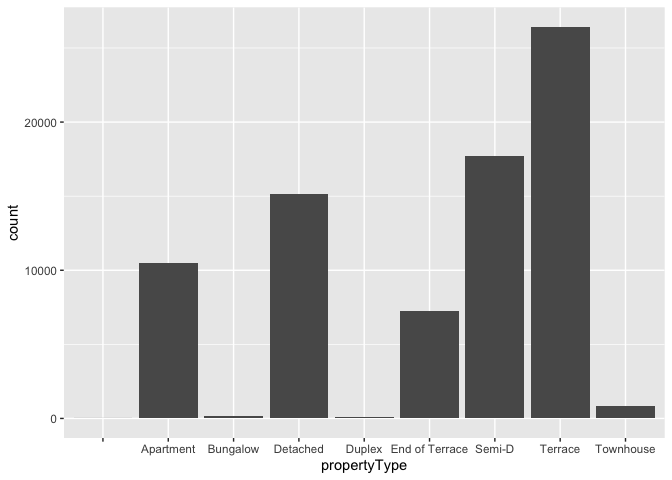 count
20000
10000
0
Apartment Bungalow Detached Duplex End of Terrace Semi-D Terrace Townhouse
propertyType